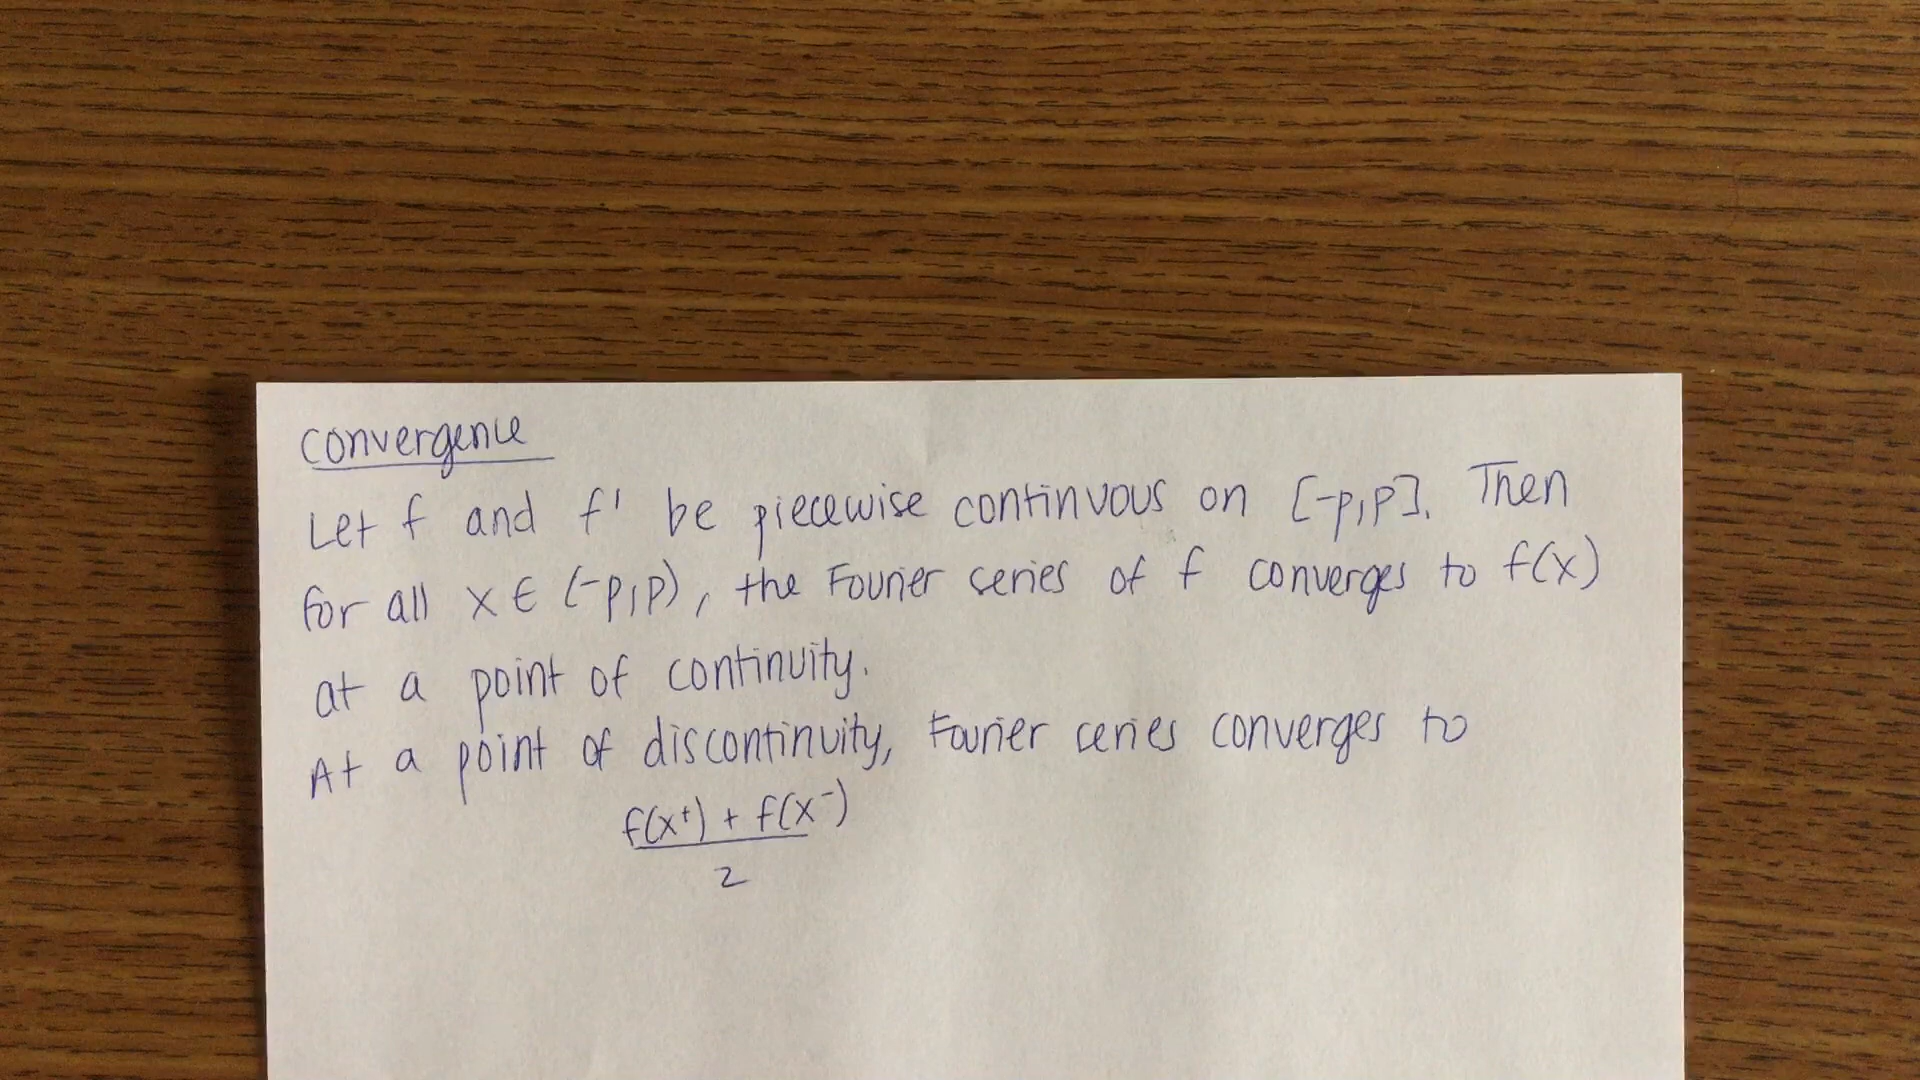 Convergence
Let f and f' be piecewise continuous on [-p,p]. Then
for all x ∈ (-p,p), the Fourier series of f converges to f(x)
at a point of continuity.
At a point of discontinuity, Fourier series converges to
f(x⁺) + f(x⁻)
2